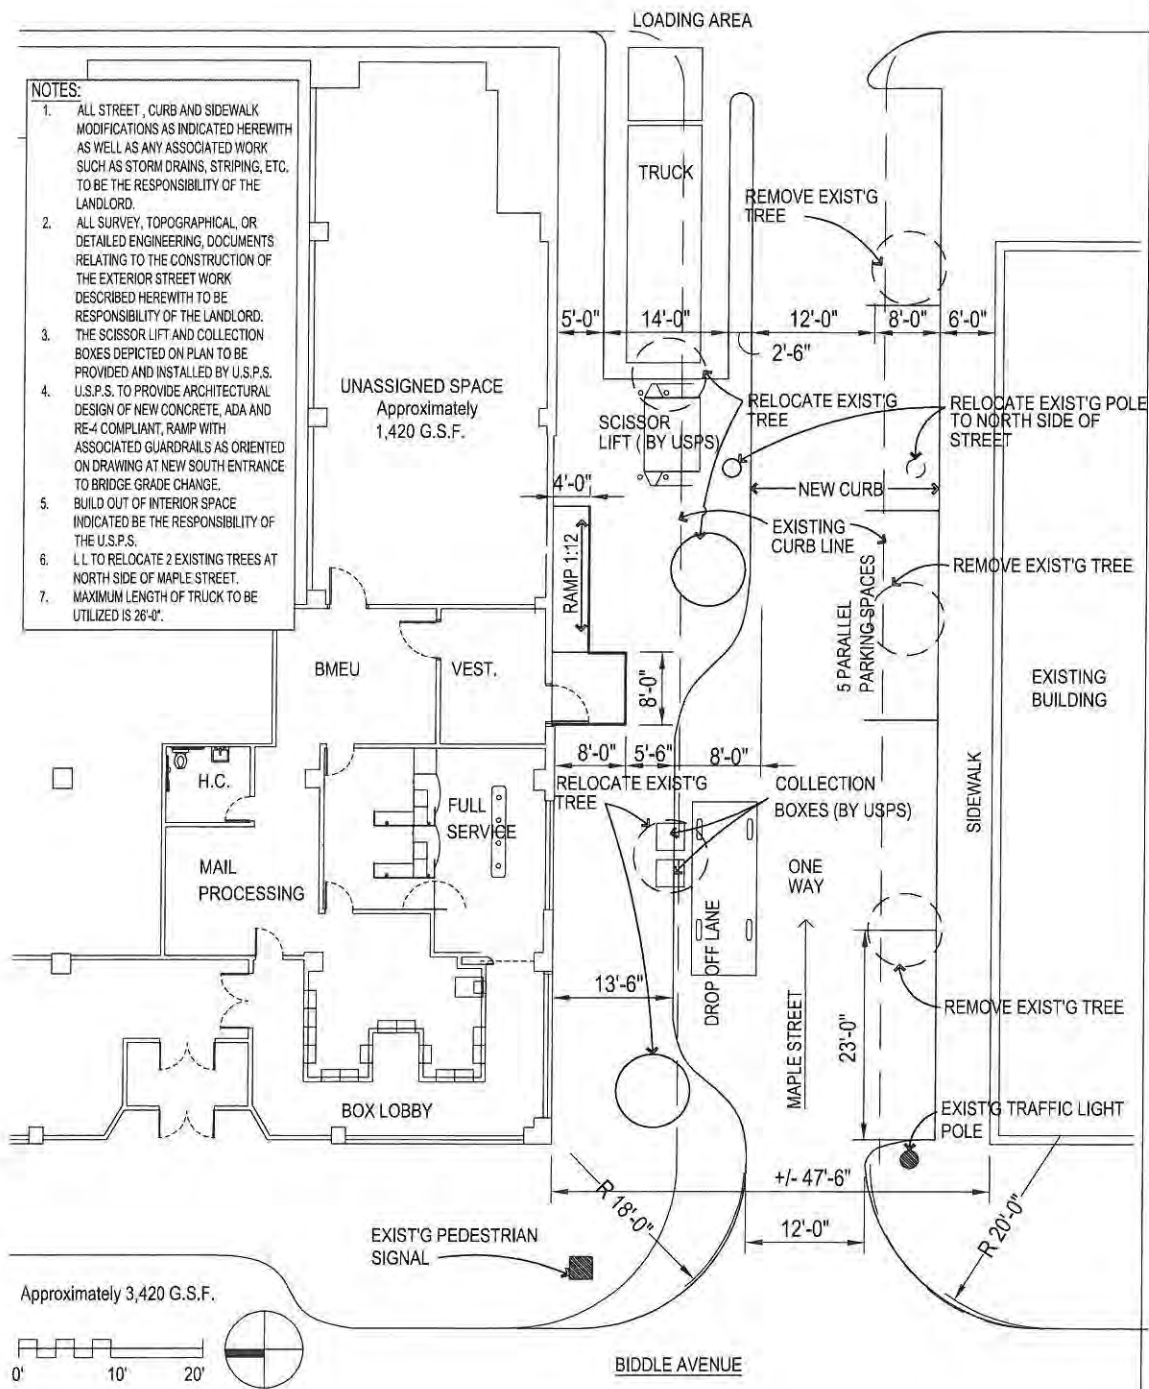 LOADING AREA
NOTES:
1. ALL STREET , CURB AND SIDEWALK
MODIFICATIONS AS INDICATED HEREWITH
AS WELL AS ANY ASSOCIATED WORK
SUCH AS STORM DRAINS, STRIPING, ETC.
TO BE THE RESPONSIBILITY OF THE
LANDLORD.
2. ALL SURVEY, TOPOGRAPHICAL, OR
DETAILED ENGINEERING, DOCUMENTS
RELATING TO THE CONSTRUCTION OF
THE EXTERIOR STREET WORK
DESCRIBED HEREWITH TO BE
RESPONSIBILITY OF THE LANDLORD.
3. THE SCISSOR LIFT AND COLLECTION
BOXES DEPICTED ON PLAN TO BE
PROVIDED AND INSTALLED BY U.S.P.S.
4. U.S.P.S. TO PROVIDE ARCHITECTURAL
DESIGN OF NEW CONCRETE, ADA AND
RE-4 COMPLIANT, RAMP WITH
ASSOCIATED GUARDRAILS AS ORIENTED
ON DRAWING AT NEW SOUTH ENTRANCE
TO BRIDGE GRADE CHANGE.
5. BUILD OUT OF INTERIOR SPACE
INDICATED BE THE RESPONSIBILITY OF
THE U.S.P.S.
6. L.L TO RELOCATE 2 EXISTING TREES AT
NORTH SIDE OF MAPLE STREET.
7. MAXIMUM LENGTH OF TRUCK TO BE
UTILIZED IS 26'-0".
TRUCK
REMOVE EXIST'G
TREE
5'-0"
14'-0"
12'-0"
8'-0"
6'-0"
2'-6"
UNASSIGNED SPACE
Approximately
1,420 G.S.F.
SCISSOR
LIFT ( BY USPS)
RELOCATE EXIST'G
TREE
RELOCATE EXIST'G POLE
TO NORTH SIDE OF
STREET
4'-0"
NEW CURB
RAMP 1:12
EXISTING
CURB LINE
REMOVE EXIST'G TREE
5 PARALLEL
PARKING SPACES
BMEU
VEST.
8'-0"
EXISTING
BUILDING
8'-0"
5'-6"
8'-0"
H.C.
RELOCATE EXIST'G
TREE
COLLECTION
BOXES (BY USPS)
FULL
SERVICE
SIDEWALK
MAIL
PROCESSING
ONE
WAY
DROP OFF LANE
13'-6"
MAPLE STREET
23'-0"
REMOVE EXIST'G TREE
BOX LOBBY
EXIST'G TRAFFIC LIGHT
POLE
+/- 47'-6"
R 18'-0"
12'-0"
R 20'-0"
EXIST'G PEDESTRIAN
SIGNAL
Approximately 3,420 G.S.F.
0' 10' 20'
BIDDLE AVENUE